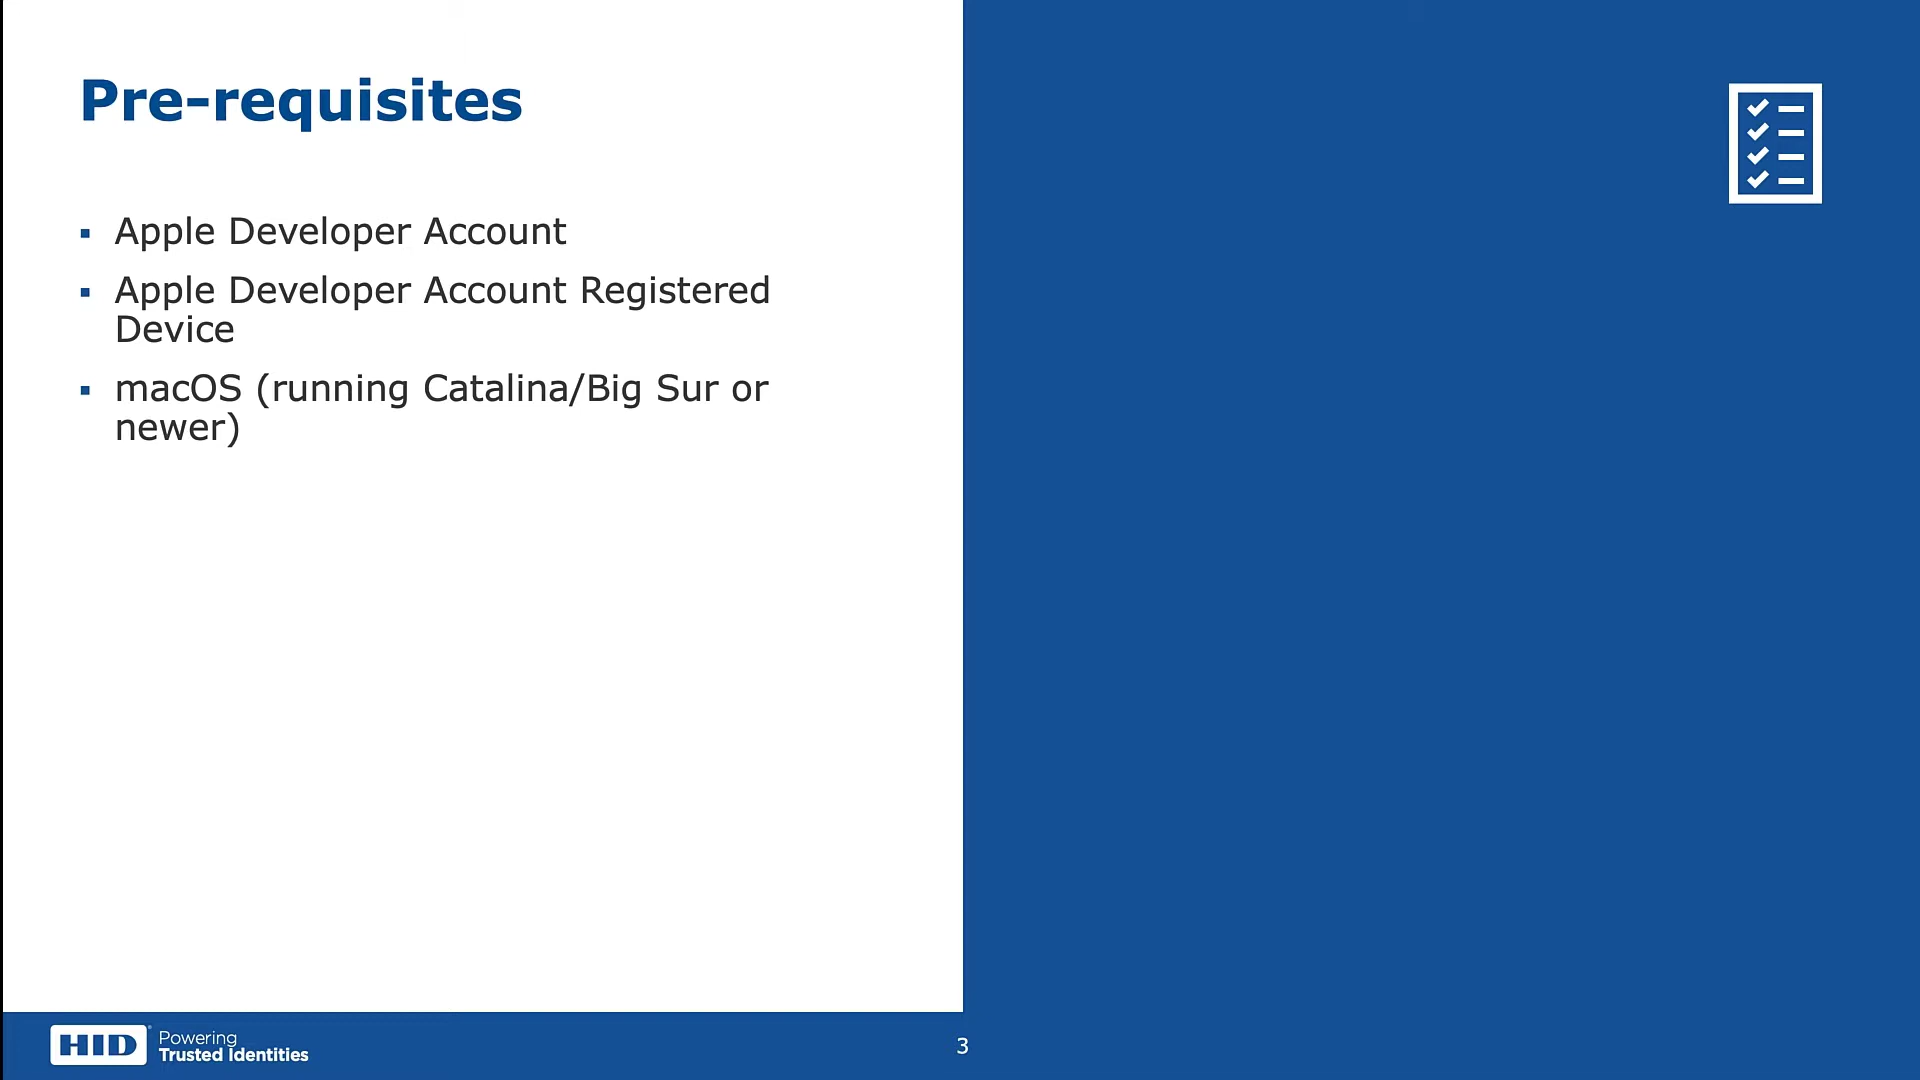 Pre-requisites
▪ Apple Developer Account
▪ Apple Developer Account Registered
Device
▪ macOS (running Catalina/Big Sur or
newer)
HID
Powering
Trusted Identities
3